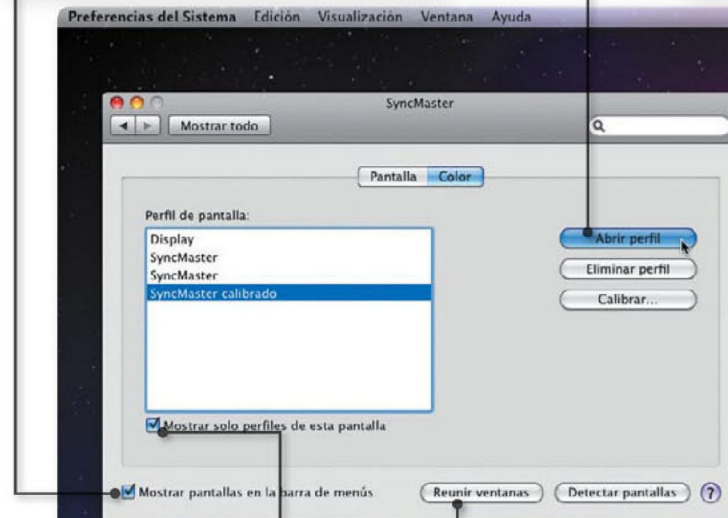 Preferencias del Sistema Edición Visualización Ventana Ayuda
SyncMaster
Mostrar todo
Pantalla Color
Perfil de pantalla:
Display
SyncMaster
SyncMaster
SyncMaster calibrado
Abrir perfil
Eliminar perfil
Calibrar...
Mostrar solo perfiles de esta pantalla
Mostrar pantallas en la barra de menús
Reunir ventanas
Detectar pantallas
?